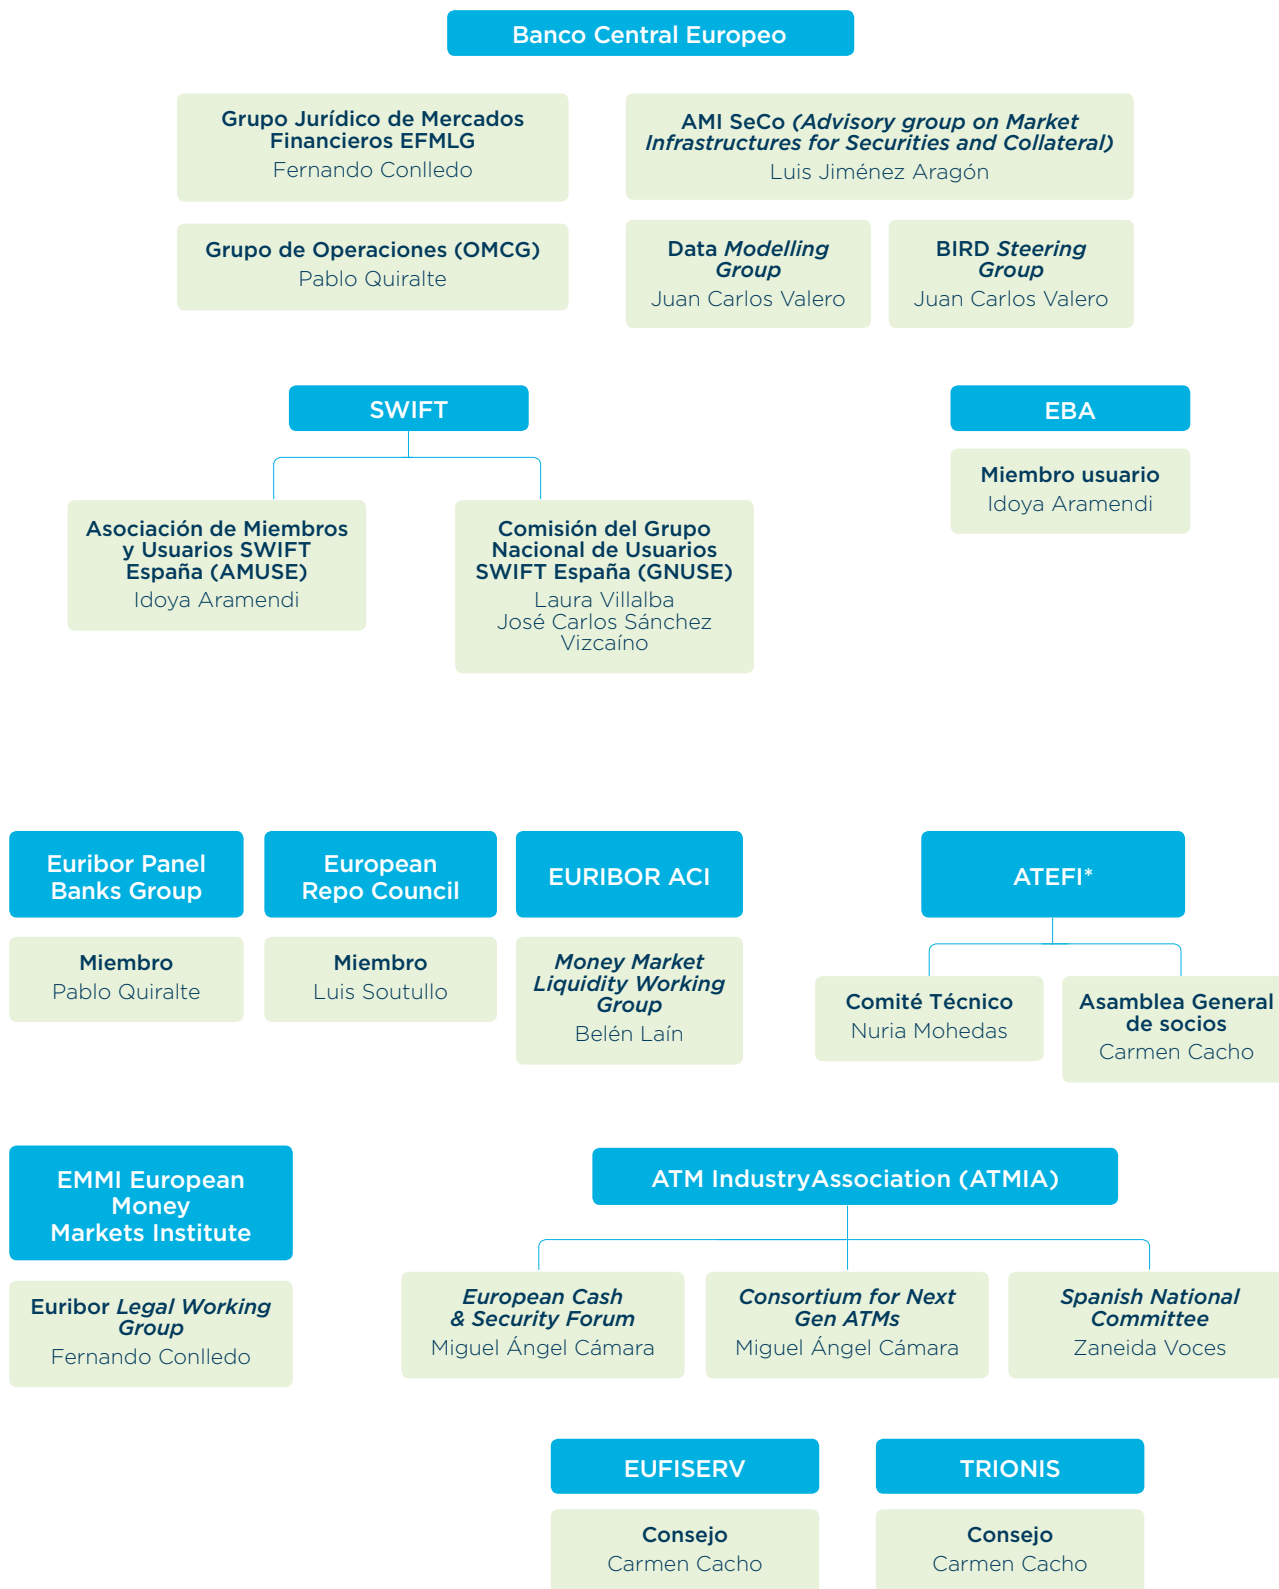 Banco Central Europeo
Grupo Jurídico de Mercados
Financieros EFMLG
Fernando Conlledo
AMI SeCo (Advisory group on Market
Infrastructures for Securities and Collateral)
Luis Jiménez Aragón
Grupo de Operaciones (OMCG)
Pablo Quiralte
Data Modelling
Group
Juan Carlos Valero
BIRD Steering
Group
Juan Carlos Valero
SWIFT
Asociación de Miembros
y Usuarios SWIFT
España (AMUSE)
Idoya Aramendi
Comisión del Grupo
Nacional de Usuarios
SWIFT España (GNUSE)
Laura Villalba
José Carlos Sánchez
Vizcaíno
EBA
Miembro usuario
Idoya Aramendi
Euribor Panel
Banks Group
Miembro
Pablo Quiralte
European
Repo Council
Miembro
Luis Soutullo
EURIBOR ACI
Money Market
Liquidity Working
Group
Belén Laín
ATEFI*
Comité Técnico
Nuria Mohedas
Asamblea General
de socios
Carmen Cacho
EMMI European
Money
Markets Institute
Euribor Legal Working
Group
Fernando Conlledo
ATM IndustryAssociation (ATMIA)
European Cash
& Security Forum
Miguel Ángel Cámara
Consortium for Next
Gen ATMs
Miguel Ángel Cámara
Spanish National
Committee
Zaneida Voces
EUFISERV
Consejo
Carmen Cacho
TRIONIS
Consejo
Carmen Cacho